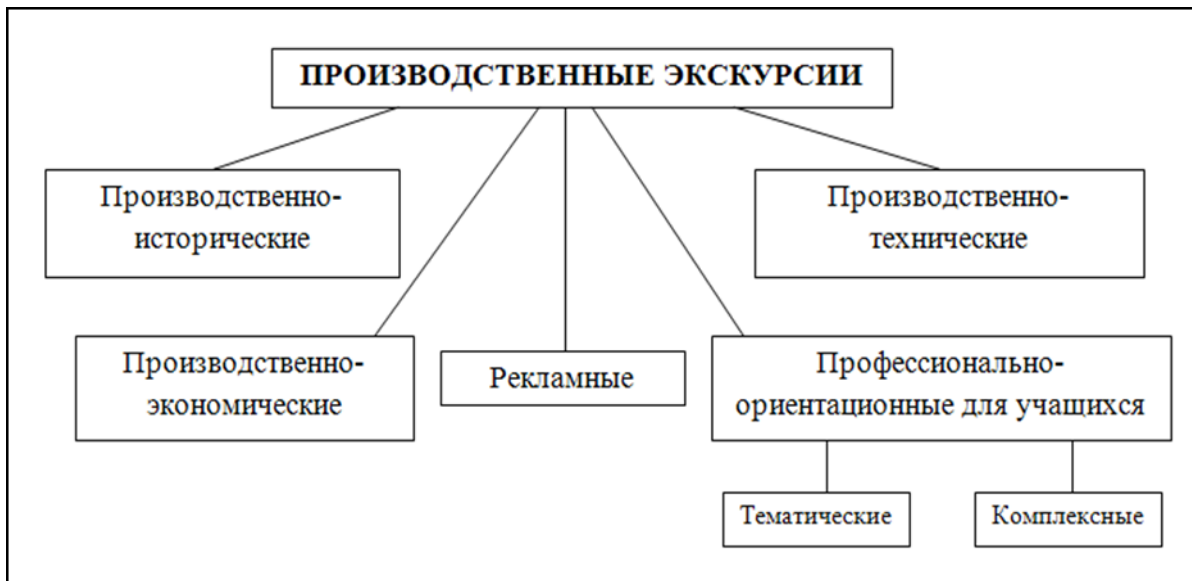 ПРОИЗВОДСТВЕННЫЕ ЭКСКУРСИИ
Производственно-
исторические
Производственно-
технические
Производственно-
экономические
Рекламные
Профессионально-
ориентационные для учащихся
Тематические
Комплексные